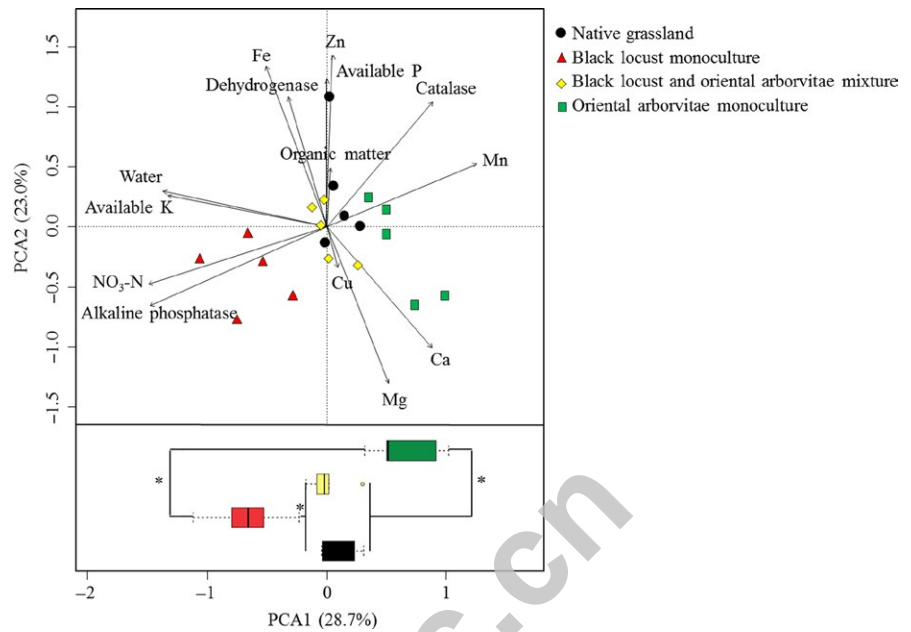 Native grassland
Black locust monoculture
Black locust and oriental arborvitae mixture
Oriental arborvitae monoculture
PCA2 (23.0%)
1.5
1.0
0.5
0.0
−0.5
−1.0
−1.5
Zn
Fe
Available P
Dehydrogenase
Catalase
Organic matter
Mn
Water
Available K
NO₃-N
Cu
Alkaline phosphatase
Ca
Mg
*
*
*
−2
−1
0
1
PCA1 (28.7%)
s.cn